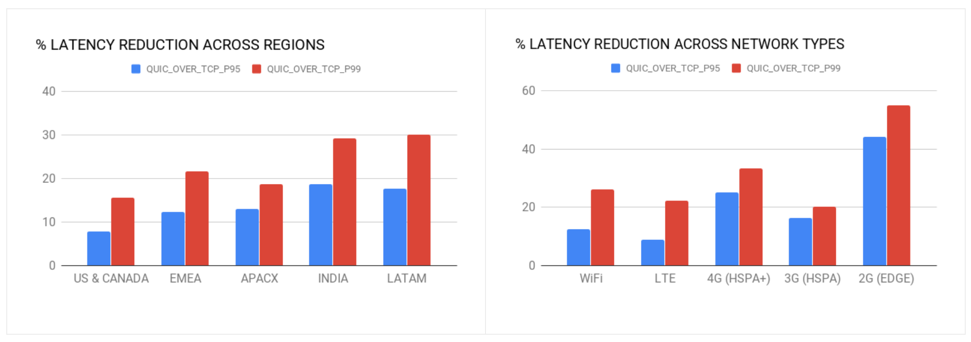 % LATENCY REDUCTION ACROSS REGIONS
QUIC_OVER_TCP_P95 QUIC_OVER_TCP_P99
40
30
20
10
0
US & CANADA EMEA APACX INDIA LATAM
% LATENCY REDUCTION ACROSS NETWORK TYPES
QUIC_OVER_TCP_P95 QUIC_OVER_TCP_P99
60
40
20
0
WiFi LTE 4G (HSPA+) 3G (HSPA) 2G (EDGE)